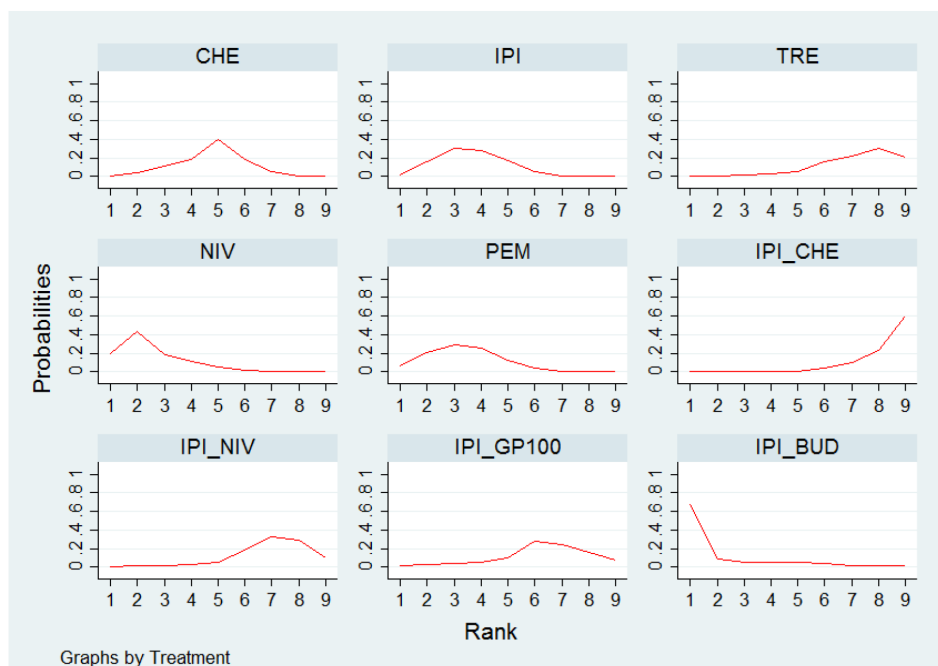 CHE
IPI
TRE
0 .2 .4 .6 .8 1
1 2 3 4 5 6 7 8 9
1 2 3 4 5 6 7 8 9
1 2 3 4 5 6 7 8 9
0 .2 .4 .6 .8 1
0 .2 .4 .6 .8 1
NIV
PEM
IPI_CHE
0 .2 .4 .6 .8 1
1 2 3 4 5 6 7 8 9
1 2 3 4 5 6 7 8 9
1 2 3 4 5 6 7 8 9
0 .2 .4 .6 .8 1
0 .2 .4 .6 .8 1
Probabilities
IPI_NIV
IPI_GP100
IPI_BUD
0 .2 .4 .6 .8 1
1 2 3 4 5 6 7 8 9
1 2 3 4 5 6 7 8 9
1 2 3 4 5 6 7 8 9
0 .2 .4 .6 .8 1
0 .2 .4 .6 .8 1
Rank
Graphs by Treatment